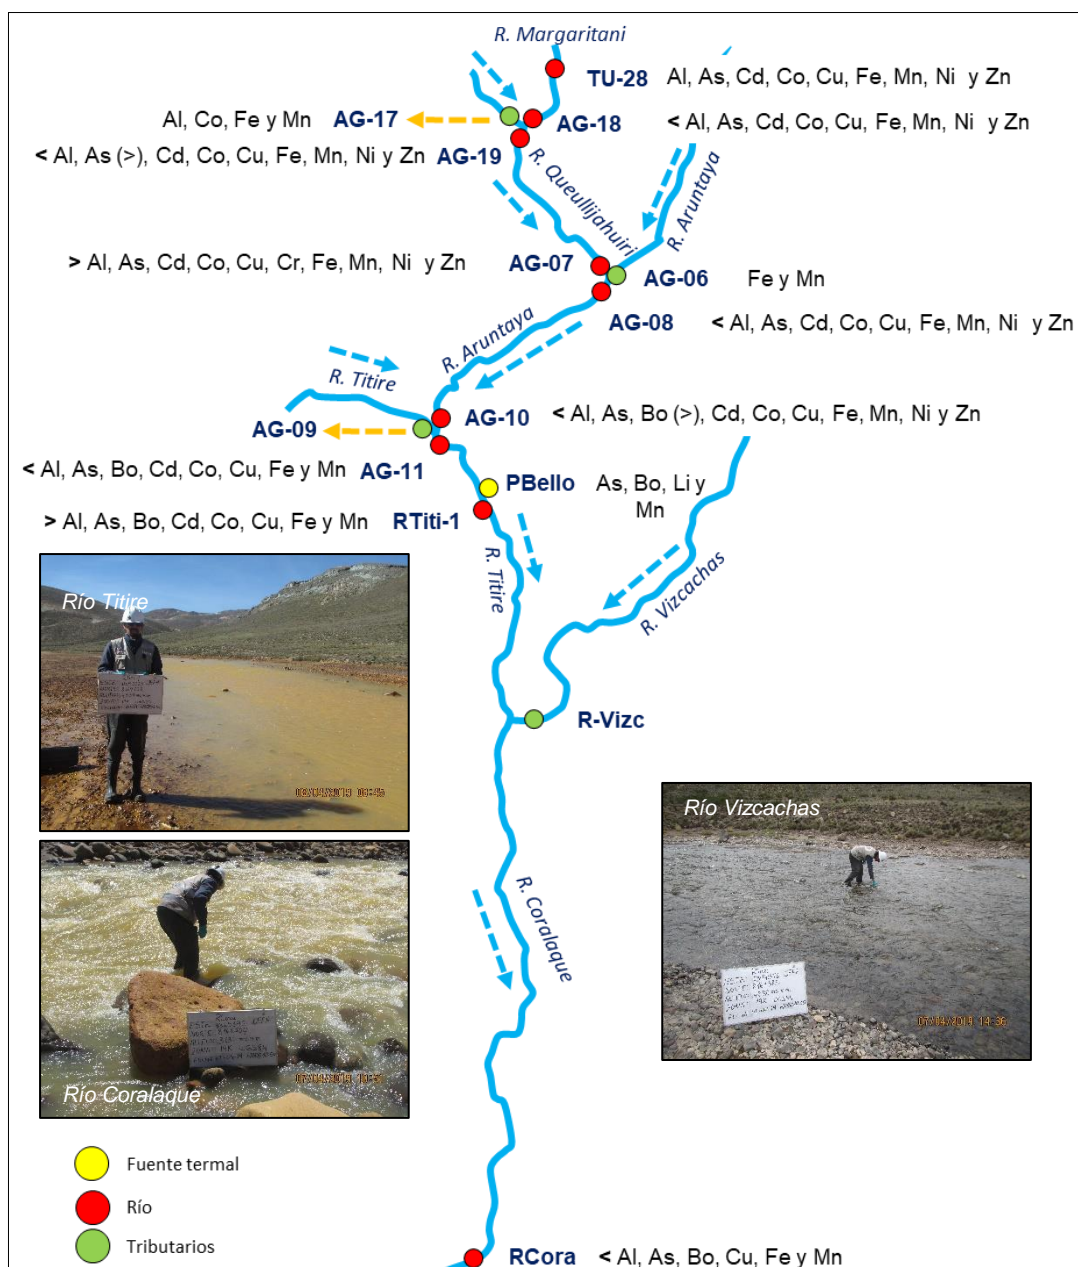 R. Margaritani
TU-28 Al, As, Cd, Co, Cu, Fe, Mn, Ni y Zn
Al, Co, Fe y Mn AG-17
AG-18 < Al, As, Cd, Co, Cu, Fe, Mn, Ni y Zn
< Al, As (>), Cd, Co, Cu, Fe, Mn, Ni y Zn AG-19
R. Queullijahuiri
R. Aruntaya
> Al, As, Cd, Co, Cu, Cr, Fe, Mn, Ni y Zn AG-07
AG-06 Fe y Mn
AG-08 < Al, As, Cd, Co, Cu, Fe, Mn, Ni y Zn
R. Aruntaya
R. Titire
AG-10 < Al, As, Bo (>), Cd, Co, Cu, Fe, Mn, Ni y Zn
AG-09
< Al, As, Bo, Cd, Co, Cu, Fe y Mn AG-11
PBello As, Bo, Li y
Mn
> Al, As, Bo, Cd, Co, Cu, Fe y Mn RTiti-1
R. Titire
R. Vizcachas
Río Titire
R-Vizc
Río Vizcachas
07/04/2019 14:36
R. Coralaque
Río Coralaque
Fuente termal
Río
Tributarios
RCora < Al, As, Bo, Cu, Fe y Mn